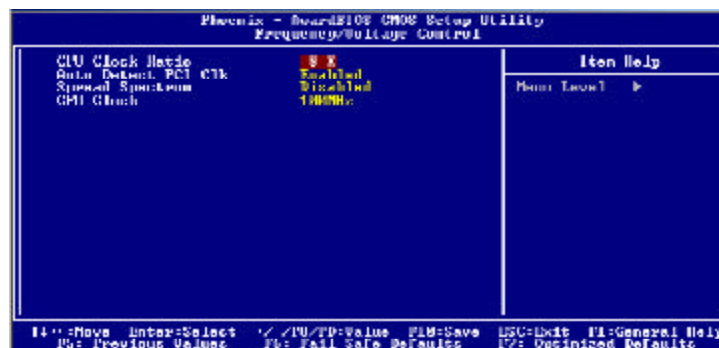 Phoenix - AwardBIOS CMOS Setup Utility
Frequency/Voltage Control
CPU Clock Ratio 8 X
Auto Detect PCI Clk Enabled
Spread Spectrum Disabled
CPU Clock 100MHz
Item Help
Menu Level ▶
:Move Enter:Select /PU/PD:Value F10:Save ESC:Exit F1:General Help
F5: Previous Values F6: Fail Safe Defaults F7: Optimized Defaults